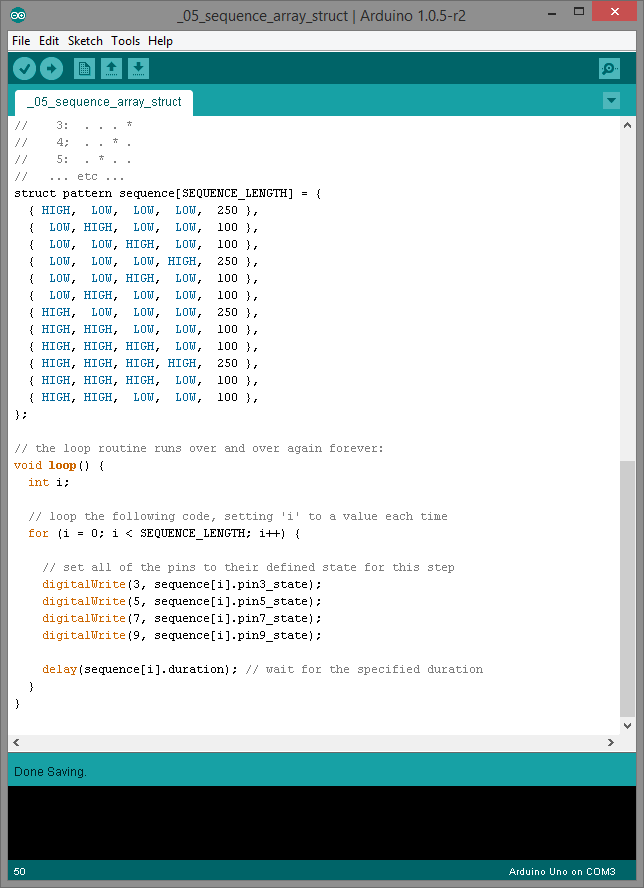 _05_sequence_array_struct | Arduino 1.0.5-r2
File Edit Sketch Tools Help
_05_sequence_array_struct
//    3:  . . . *
//    4;  . . * .
//    5:  . * . .
//   ... etc ...
struct pattern sequence[SEQUENCE_LENGTH] = {
  { HIGH,  LOW,  LOW,  LOW,  250 },
  {  LOW, HIGH,  LOW,  LOW,  100 },
  {  LOW,  LOW, HIGH,  LOW,  100 },
  {  LOW,  LOW,  LOW, HIGH,  250 },
  {  LOW,  LOW, HIGH,  LOW,  100 },
  {  LOW, HIGH,  LOW,  LOW,  100 },
  { HIGH,  LOW,  LOW,  LOW,  250 },
  { HIGH, HIGH,  LOW,  LOW,  100 },
  { HIGH, HIGH, HIGH,  LOW,  100 },
  { HIGH, HIGH, HIGH, HIGH,  250 },
  { HIGH, HIGH, HIGH,  LOW,  100 },
  { HIGH, HIGH,  LOW,  LOW,  100 },
};
// the loop routine runs over and over again forever:
void loop() {
  int i;
  // loop the following code, setting 'i' to a value each time
  for (i = 0; i < SEQUENCE_LENGTH; i++) {
    // set all of the pins to their defined state for this step
    digitalWrite(3, sequence[i].pin3_state);
    digitalWrite(5, sequence[i].pin5_state);
    digitalWrite(7, sequence[i].pin7_state);
    digitalWrite(9, sequence[i].pin9_state);
    delay(sequence[i].duration); // wait for the specified duration
  }
}
Done Saving.
50 Arduino Uno on COM3